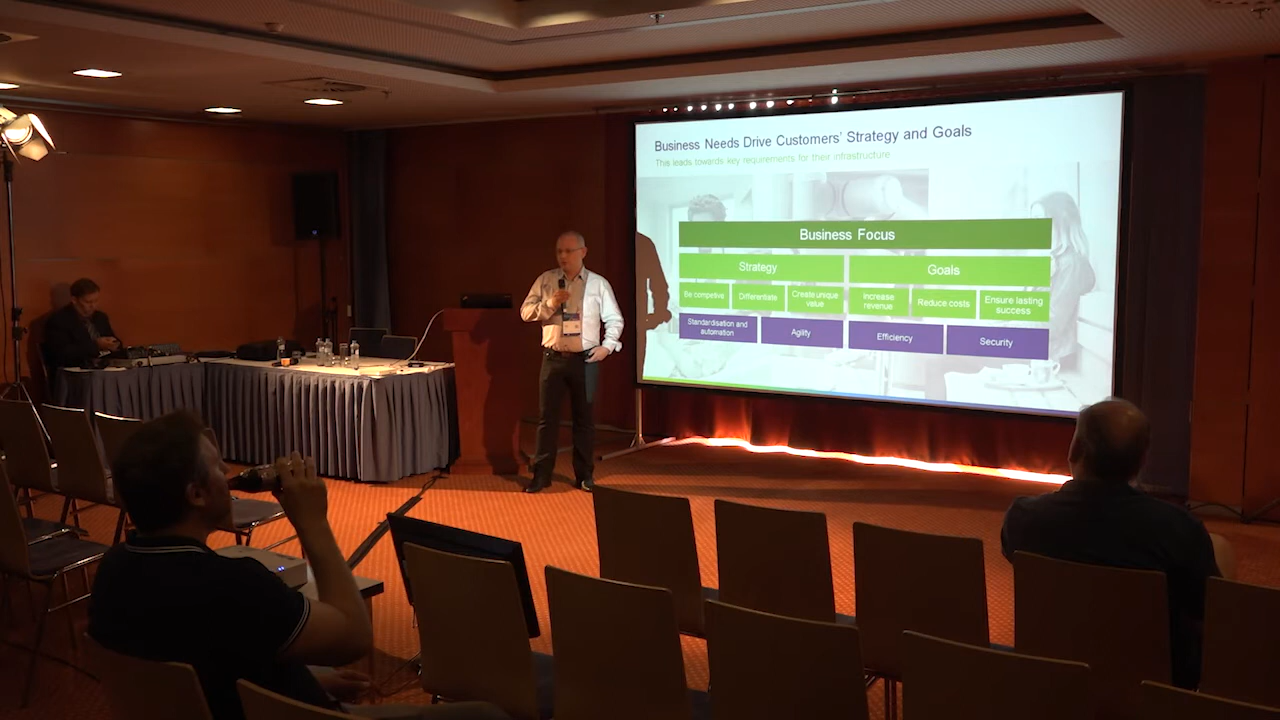 Business Needs Drive Customers' Strategy and Goals
This leads towards key requirements for their infrastructure
Business Focus
Strategy
Goals
Be competive
Differentiate
Create unique
value
Increase
revenue
Reduce costs
Ensure lasting
success
Standardisation and
automation
Agility
Efficiency
Security